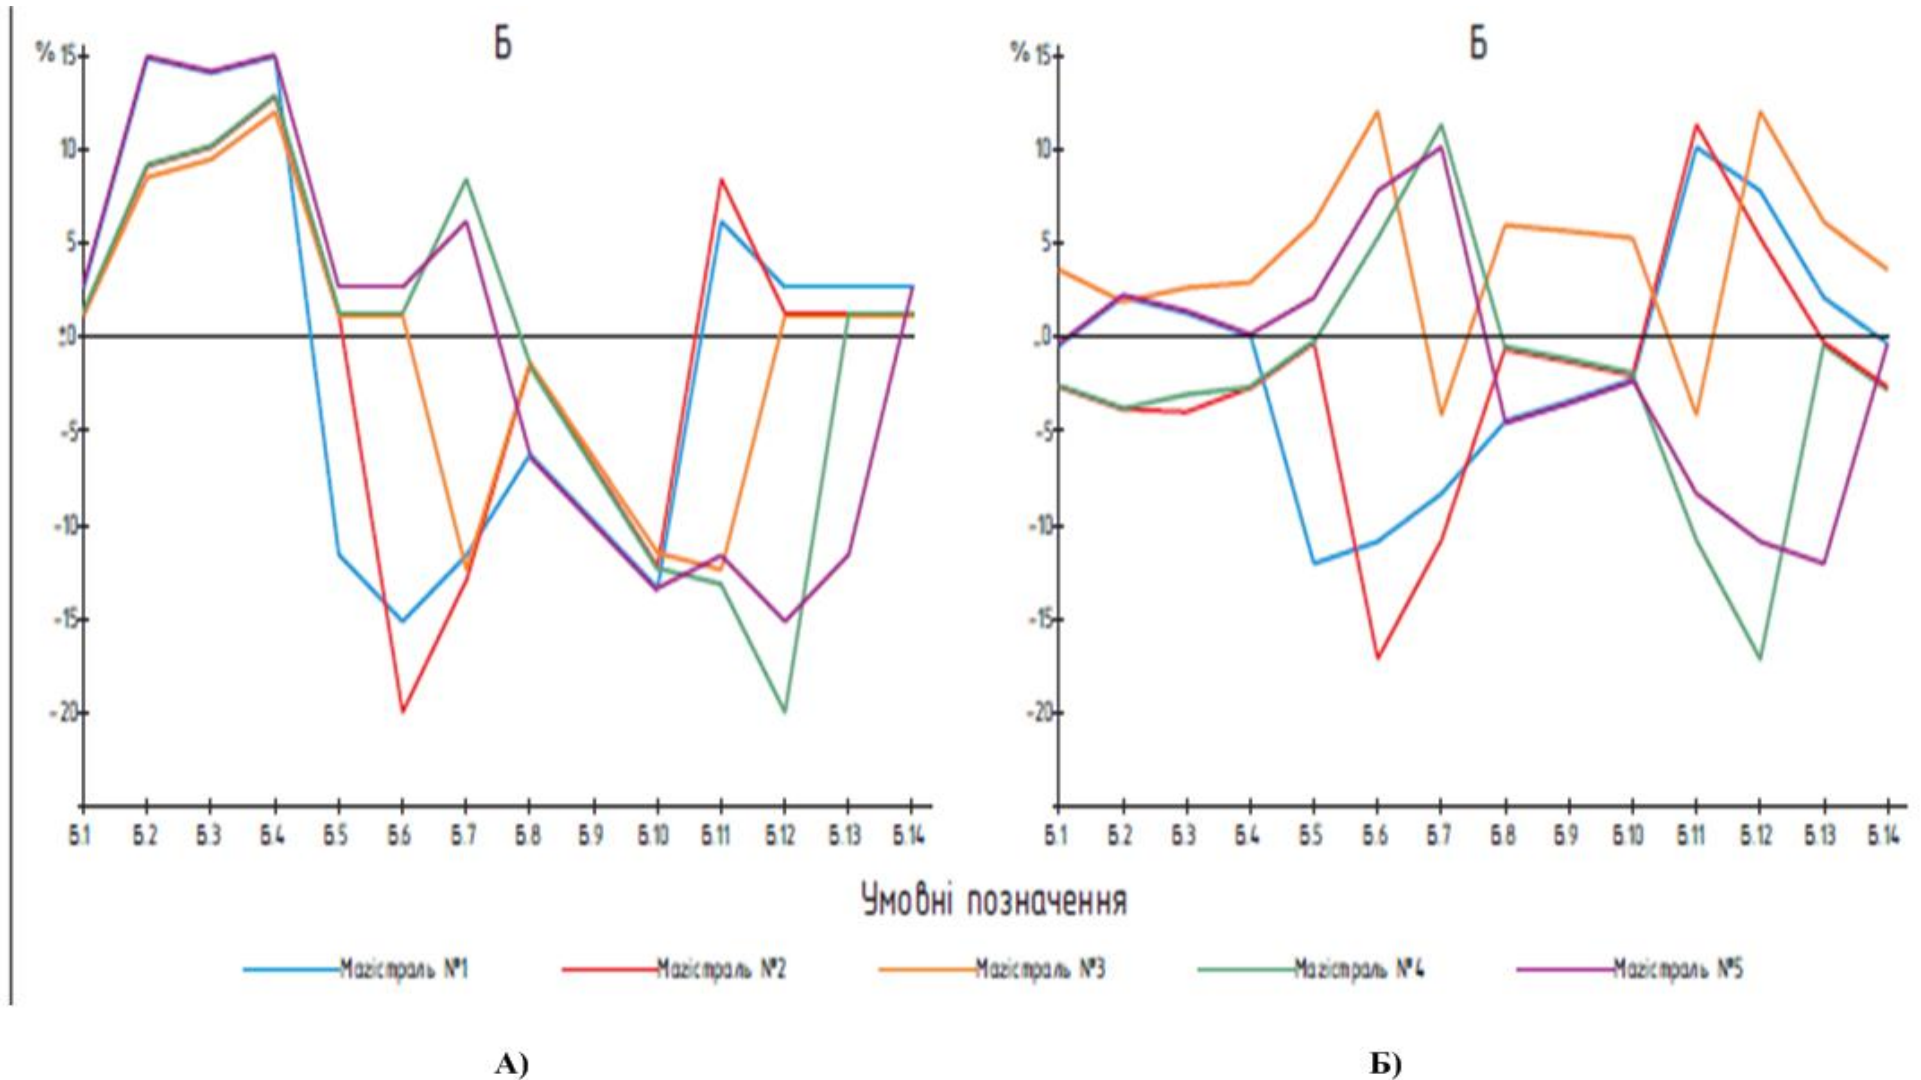 Б
Б
% 15
10
5
±0
-5
-10
-15
-20
Б.1 Б.2 Б.3 Б.4 Б.5 Б.6 Б.7 Б.8 Б.9 Б.10 Б.11 Б.12 Б.13 Б.14
% 15
10
5
±0
-5
-10
-15
-20
Б.1 Б.2 Б.3 Б.4 Б.5 Б.6 Б.7 Б.8 Б.9 Б.10 Б.11 Б.12 Б.13 Б.14
Умовні позначення
Магістраль №1 Магістраль №2 Магістраль №3 Магістраль №4 Магістраль №5
А) Б)